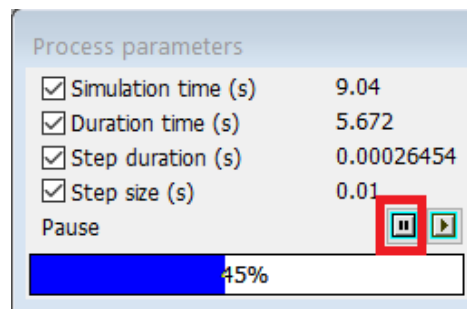 Process parameters
Simulation time (s) 9.04
Duration time (s) 5.672
Step duration (s) 0.00026454
Step size (s) 0.01
Pause
45%